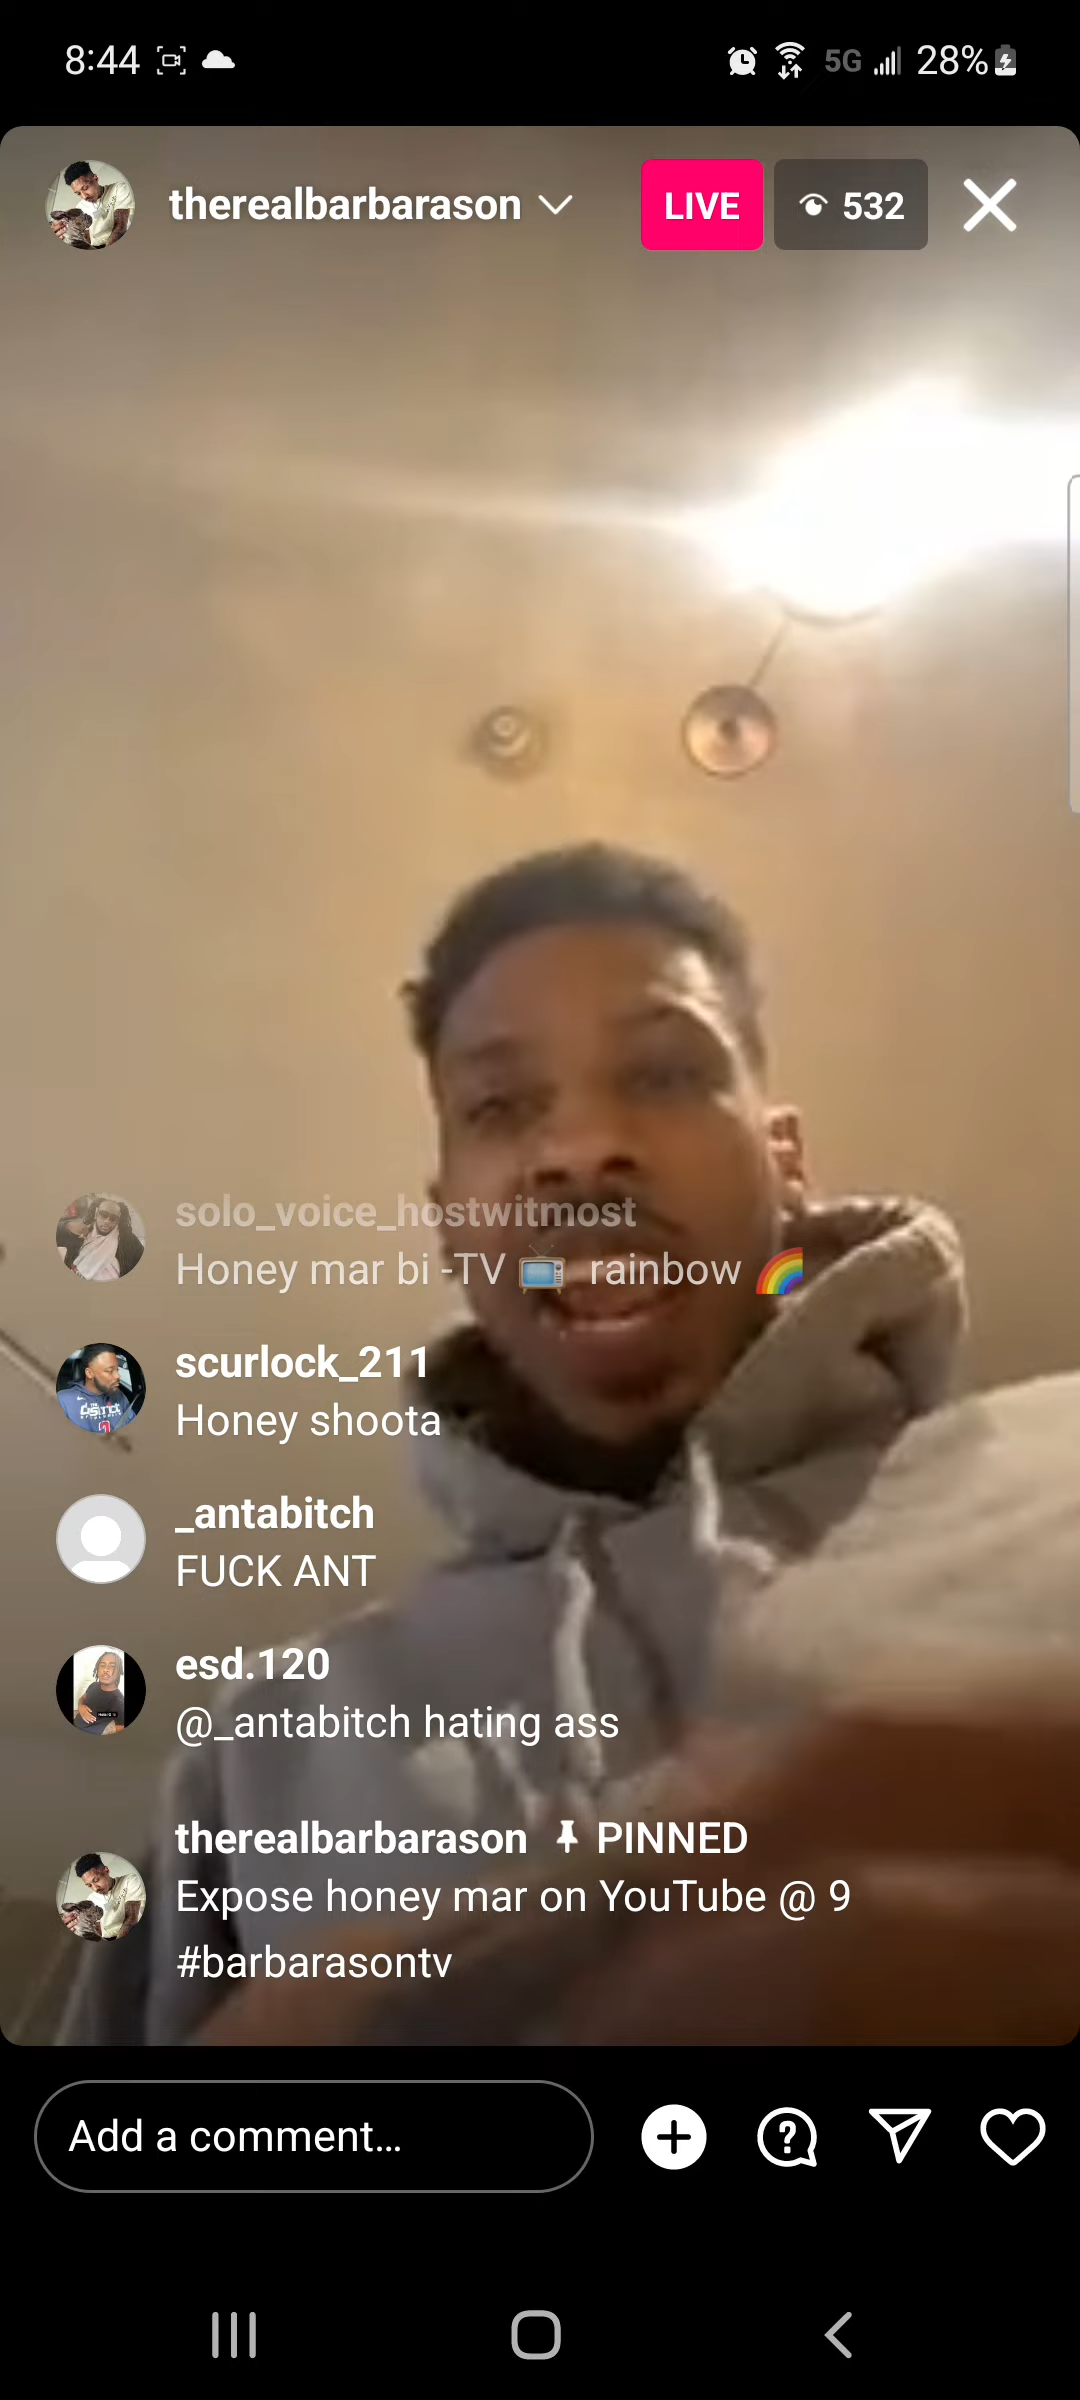 8:44
5G 28%
therealbarbarason LIVE 532
solo_voice_hostwitmost
Honey mar bi -TV 📺 rainbow 🌈
scurlock_211
Honey shoota
_antabitch
FUCK ANT
esd.120
@_antabitch hating ass
therealbarbarason PINNED
Expose honey mar on YouTube @ 9
#barbarasontv
Add a comment...